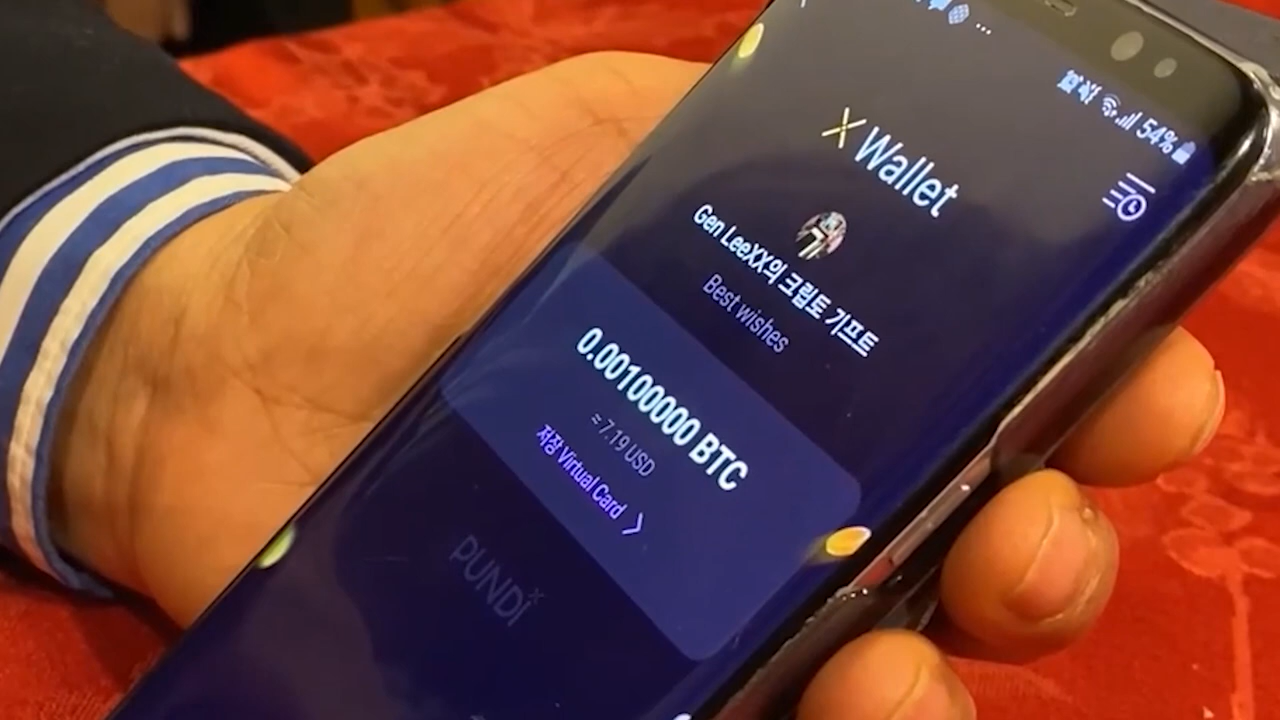 54%
X Wallet
Gen LeeXX의 크립토 기프트
Best wishes
0.00100000 BTC
≈7.19 USD
저장 Virtual Card
PUNDi X